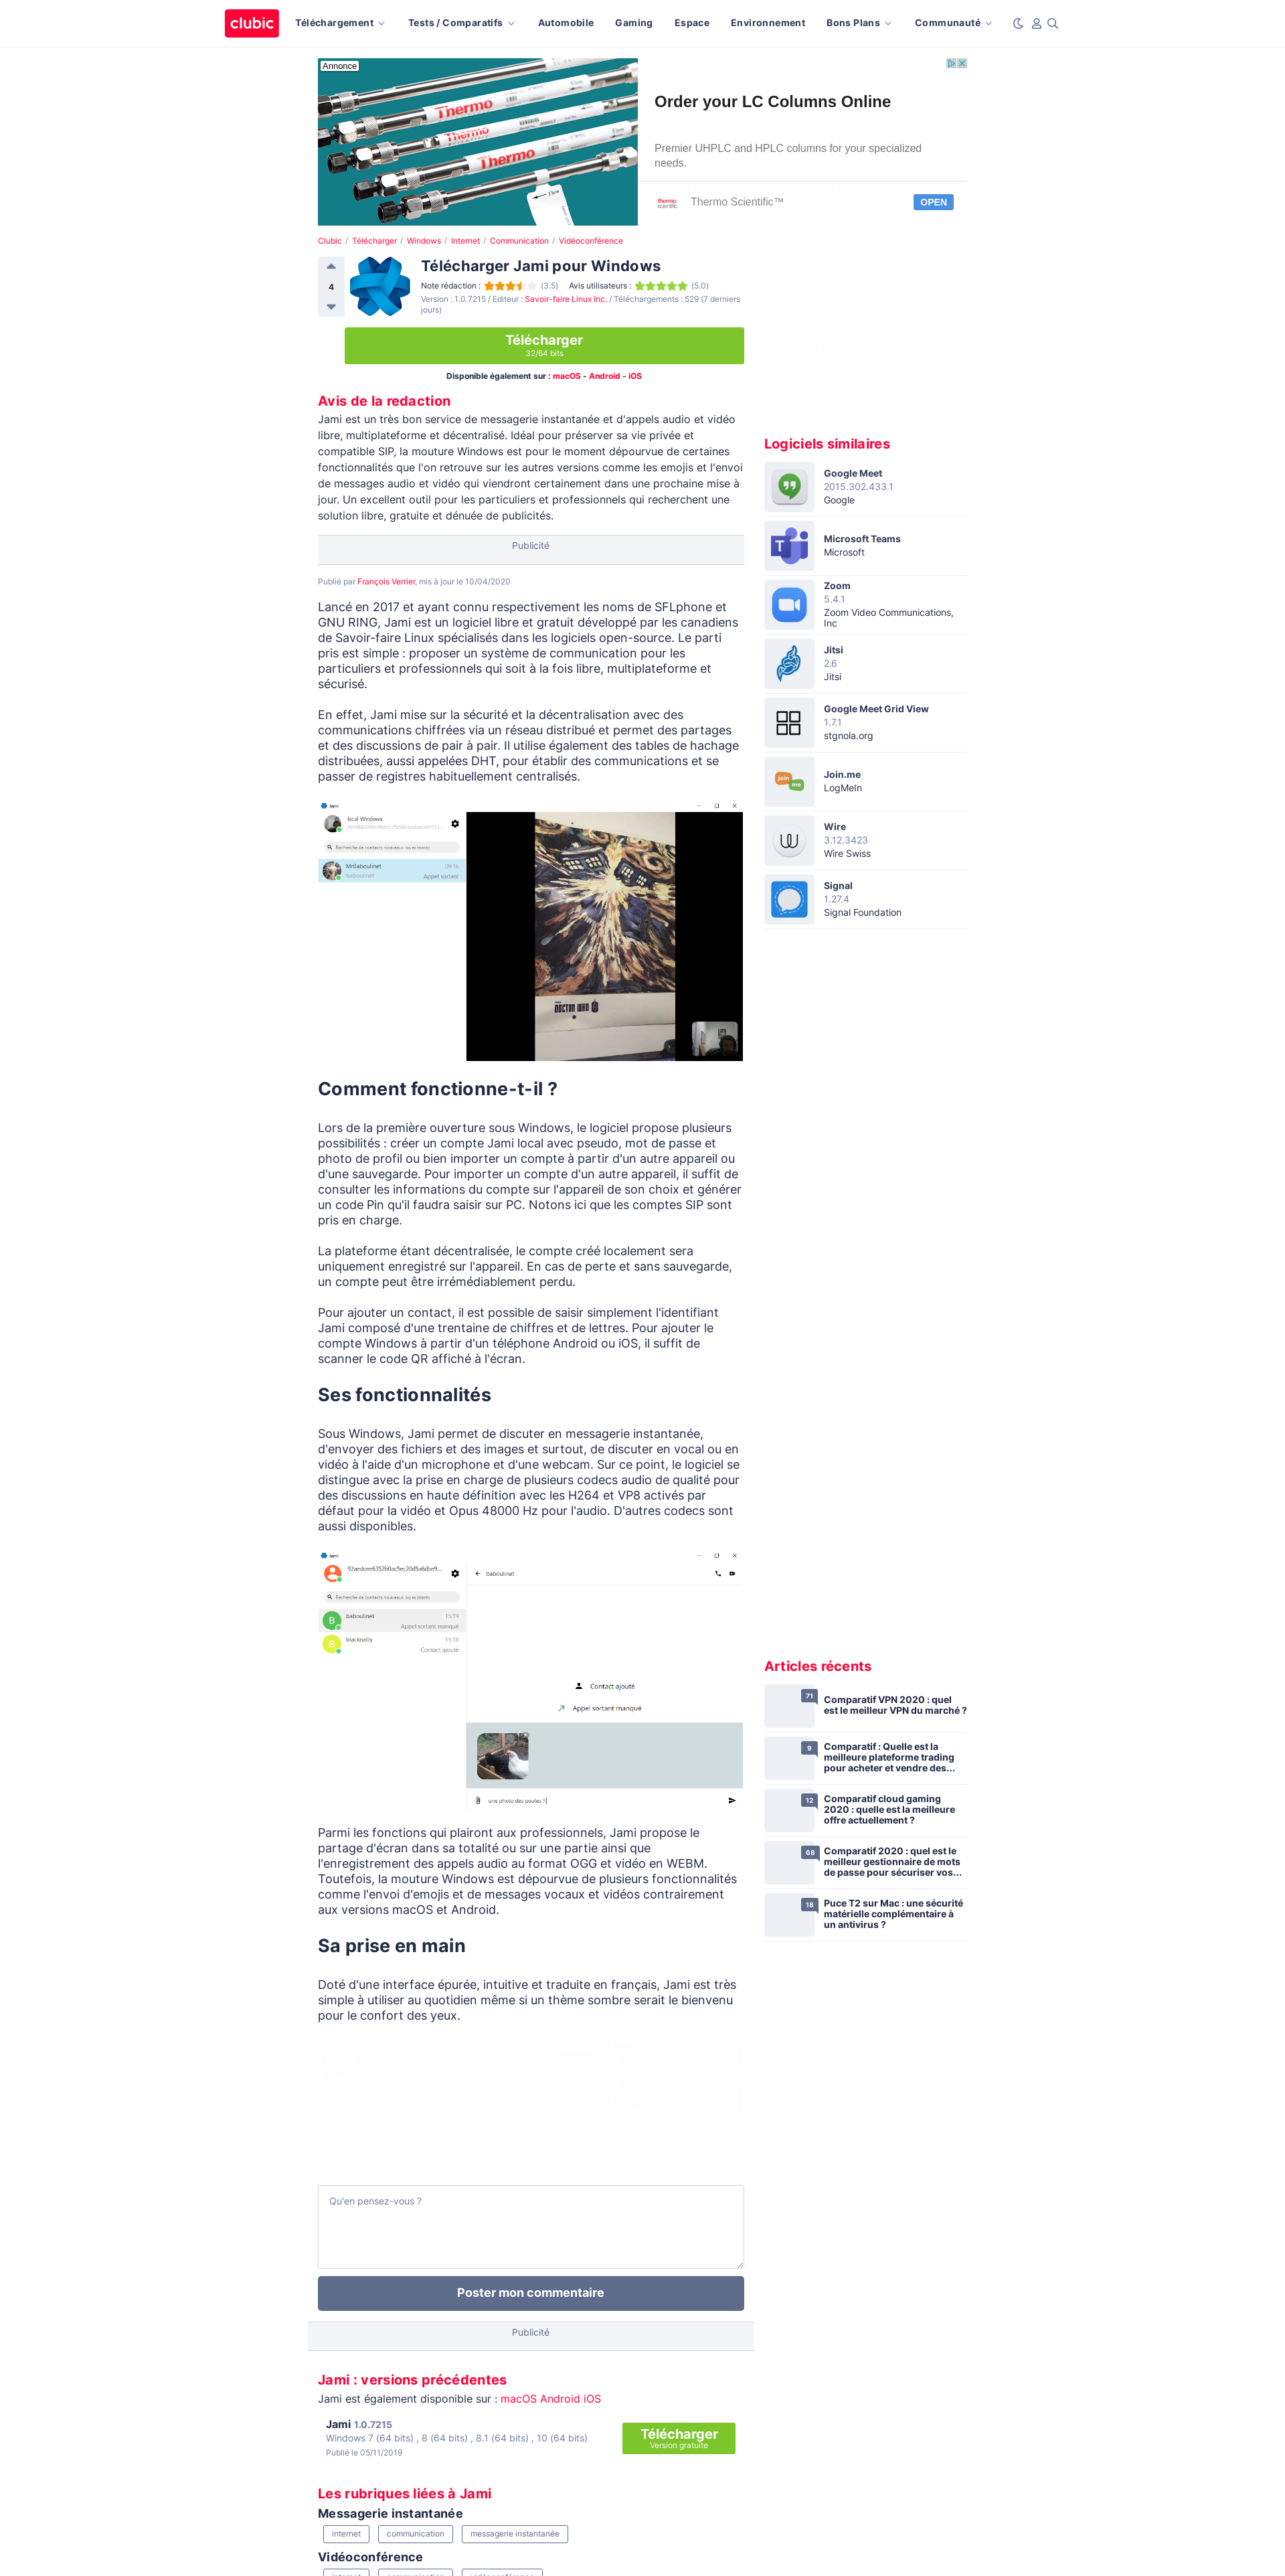 clubic
Téléchargement
Tests / Comparatifs
Automobile
Gaming
Espace
Environnement
Bons Plans
Communauté
Annonce
Thermo
Thermo
Thermo
Thermo
SCIENTIFIC
Flow
Order your LC Columns Online
Premier UHPLC and HPLC columns for your specialized
needs.
thermo
scientific
Thermo Scientific™
OPEN
Clubic / Télécharger / Windows / Internet / Communication / Vidéoconférence
4
Télécharger Jami pour Windows
Note rédaction : (3.5) Avis utilisateurs : (5.0)
Version : 1.0.7215 / Editeur : Savoir-faire Linux Inc. / Téléchargements : 529 (7 derniers
jours)
Télécharger
32/64 bits
Disponible également sur : macOS - Android - iOS
Avis de la redaction
Jami est un très bon service de messagerie instantanée et d'appels audio et vidéo
libre, multiplateforme et décentralisé. Idéal pour préserver sa vie privée et
compatible SIP, la mouture Windows est pour le moment dépourvue de certaines
fonctionnalités que l'on retrouve sur les autres versions comme les emojis et l'envoi
de messages audio et vidéo qui viendront certainement dans une prochaine mise à
jour. Un excellent outil pour les particuliers et professionnels qui recherchent une
solution libre, gratuite et dénuée de publicités.
Publicité
Publié par François Verrier, mis à jour le 10/04/2020
Lancé en 2017 et ayant connu respectivement les noms de SFLphone et
GNU RING, Jami est un logiciel libre et gratuit développé par les canadiens
de Savoir-faire Linux spécialisés dans les logiciels open-source. Le parti
pris est simple : proposer un système de communication pour les
particuliers et professionnels qui soit à la fois libre, multiplateforme et
sécurisé.
En effet, Jami mise sur la sécurité et la décentralisation avec des
communications chiffrées via un réseau distribué et permet des partages
et des discussions de pair à pair. Il utilise également des tables de hachage
distribuées, aussi appelées DHT, pour établir des communications et se
passer de registres habituellement centralisés.
Jami
local Windows
Recherche de contacts nouveaux ou existants
Mrilaboulinet
09:16
baboulinet
Appel sortant
DOCTOR WHO
Comment fonctionne-t-il ?
Lors de la première ouverture sous Windows, le logiciel propose plusieurs
possibilités : créer un compte Jami local avec pseudo, mot de passe et
photo de profil ou bien importer un compte à partir d'un autre appareil ou
d'une sauvegarde. Pour importer un compte d'un autre appareil, il suffit de
consulter les informations du compte sur l'appareil de son choix et générer
un code Pin qu'il faudra saisir sur PC. Notons ici que les comptes SIP sont
pris en charge.
La plateforme étant décentralisée, le compte créé localement sera
uniquement enregistré sur l'appareil. En cas de perte et sans sauvegarde,
un compte peut être irrémédiablement perdu.
Pour ajouter un contact, il est possible de saisir simplement l'identifiant
Jami composé d'une trentaine de chiffres et de lettres. Pour ajouter le
compte Windows à partir d'un téléphone Android ou iOS, il suffit de
scanner le code QR affiché à l'écran.
Ses fonctionnalités
Sous Windows, Jami permet de discuter en messagerie instantanée,
d'envoyer des fichiers et des images et surtout, de discuter en vocal ou en
vidéo à l'aide d'un microphone et d'une webcam. Sur ce point, le logiciel se
distingue avec la prise en charge de plusieurs codecs audio de qualité pour
des discussions en haute définition avec les H264 et VP8 activés par
défaut pour la vidéo et Opus 48000 Hz pour l'audio. D'autres codecs sont
aussi disponibles.
Jami
92aedcee6352b0ac5ec20d5a6dbe9...
Recherche de contacts nouveaux ou existants
B
baboulinet
15:19
Appel sortant manqué
B
blacknatty
15:18
Contact ajouté
baboulinet
Contact ajouté
Appel sortant manqué
une photo des poules !!
Parmi les fonctions qui plairont aux professionnels, Jami propose le
partage d'écran dans sa totalité ou sur une partie ainsi que
l'enregistrement des appels audio au format OGG et vidéo en WEBM.
Toutefois, la mouture Windows est dépourvue de plusieurs fonctionnalités
comme l'envoi d'emojis et de messages vocaux et vidéos contrairement
aux versions macOS et Android.
Sa prise en main
Doté d'une interface épurée, intuitive et traduite en français, Jami est très
simple à utiliser au quotidien même si un thème sombre serait le bienvenu
pour le confort des yeux.
Qu'en pensez-vous ?
Poster mon commentaire
Publicité
Jami : versions précédentes
Jami est également disponible sur : macOS Android iOS
Jami 1.0.7215
Windows 7 (64 bits) , 8 (64 bits) , 8.1 (64 bits) , 10 (64 bits)
Publié le 05/11/2019
Télécharger
Version gratuite
Les rubriques liées à Jami
Messagerie instantanée
internet
communication
messagerie instantanée
Vidéoconférence
Logiciels similaires
Google Meet
2015.302.433.1
Google
Microsoft Teams
Microsoft
Zoom
5.4.1
Zoom Video Communications,
Inc
Jitsi
2.6
Jitsi
Google Meet Grid View
1.7.1
stgnola.org
join
me
Join.me
LogMeIn
Wire
3.12.3423
Wire Swiss
Signal
1.27.4
Signal Foundation
Articles récents
71
Comparatif VPN 2020 : quel
est le meilleur VPN du marché ?
9
Comparatif : Quelle est la
meilleure plateforme trading
pour acheter et vendre des...
12
Comparatif cloud gaming
2020 : quelle est la meilleure
offre actuellement ?
68
Comparatif 2020 : quel est le
meilleur gestionnaire de mots
de passe pour sécuriser vos...
18
Puce T2 sur Mac : une sécurité
matérielle complémentaire à
un antivirus ?